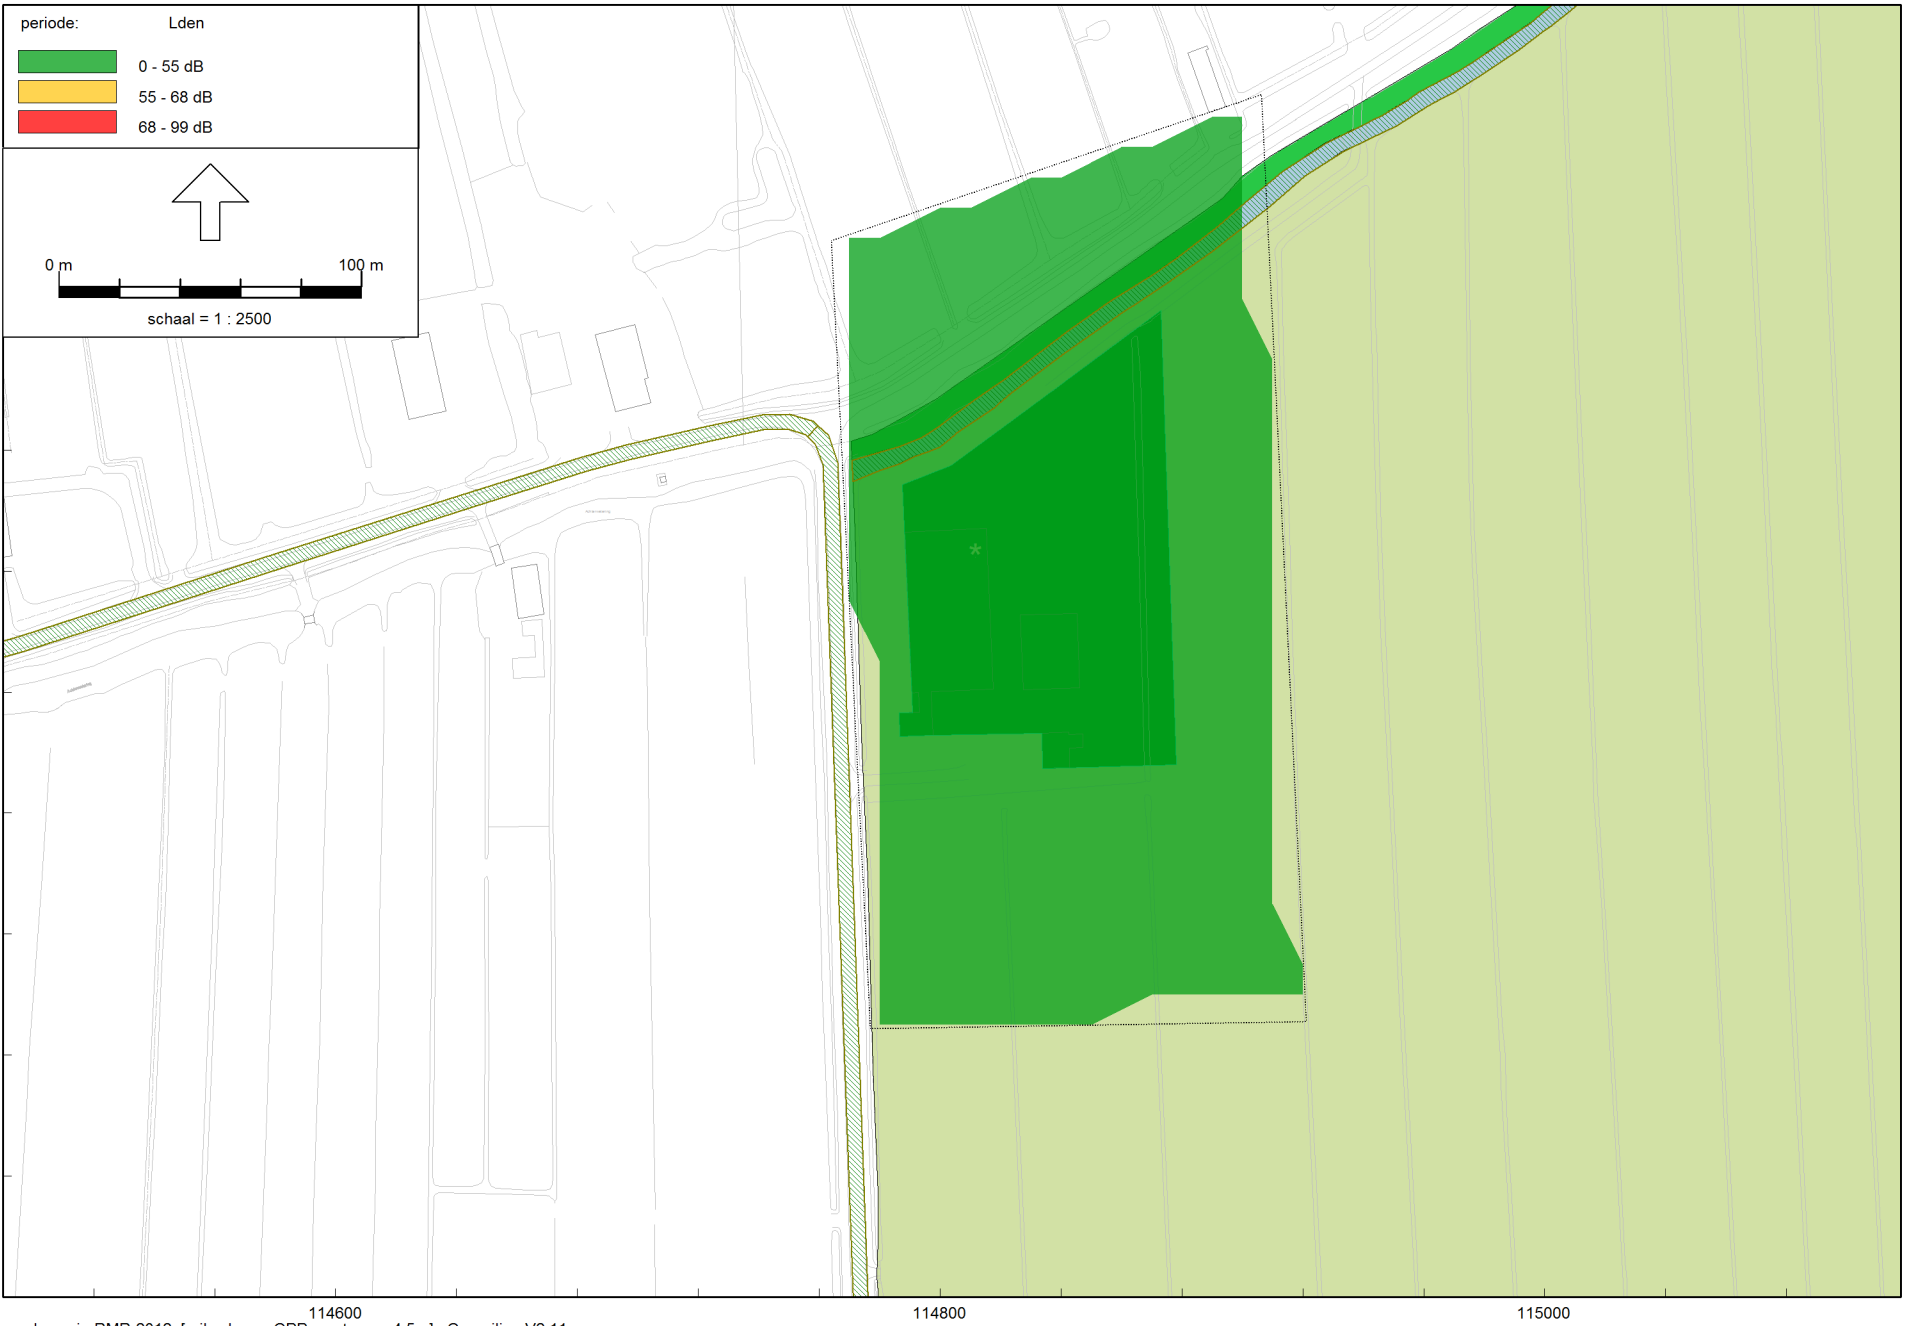 periode: Lden
0 - 55 dB
55 - 68 dB
68 - 99 dB
0 m 100 m
schaal = 1 : 2500
114600 114800 115000